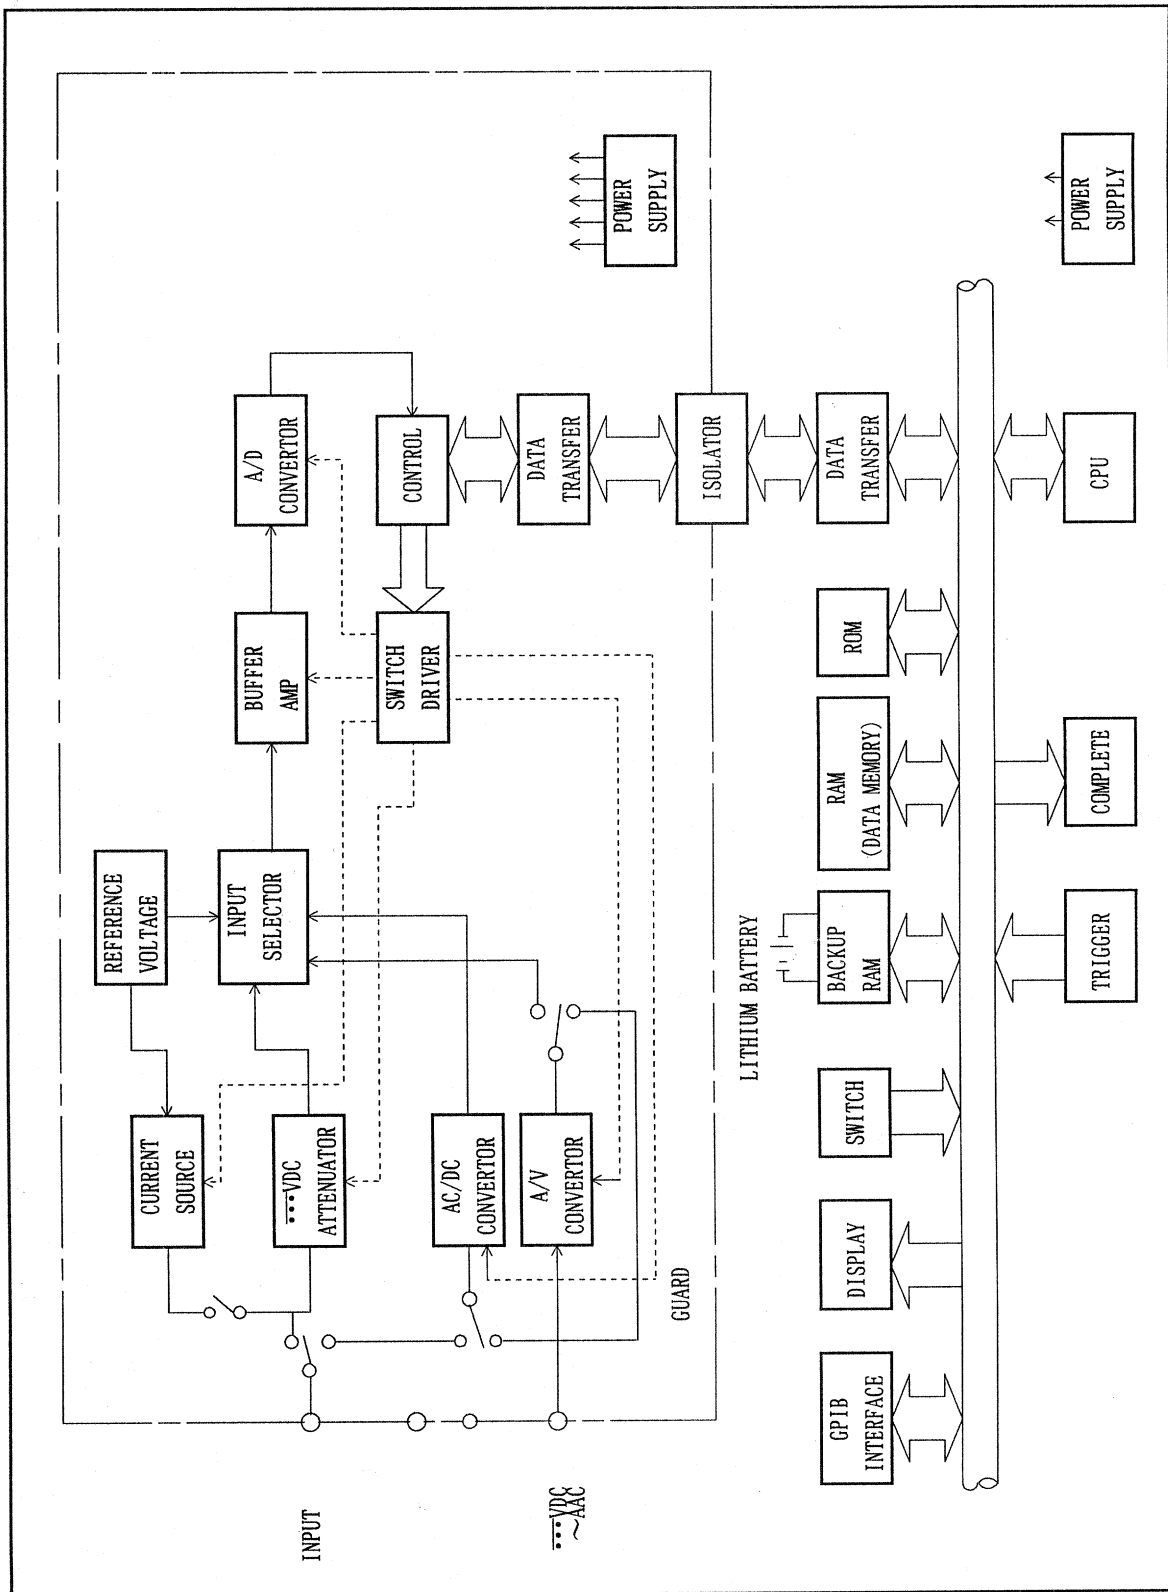 REFERENCE
VOLTAGE
CURRENT
SOURCE
INPUT
SELECTOR
BUFFER
AMP
A/D
CONVERTOR
⎓VDC
ATTENUATOR
INPUT
SWITCH
DRIVER
CONTROL
AC/DC
CONVERTOR
A/V
CONVERTOR
DATA
TRANSFER
⎓VDC
~AAC
POWER
SUPPLY
GUARD
ISOLATOR
LITHIUM BATTERY
GPIB
INTERFACE
DISPLAY
SWITCH
BACKUP
RAM
RAM
(DATA MEMORY)
ROM
DATA
TRANSFER
TRIGGER
COMPLETE
CPU
POWER
SUPPLY